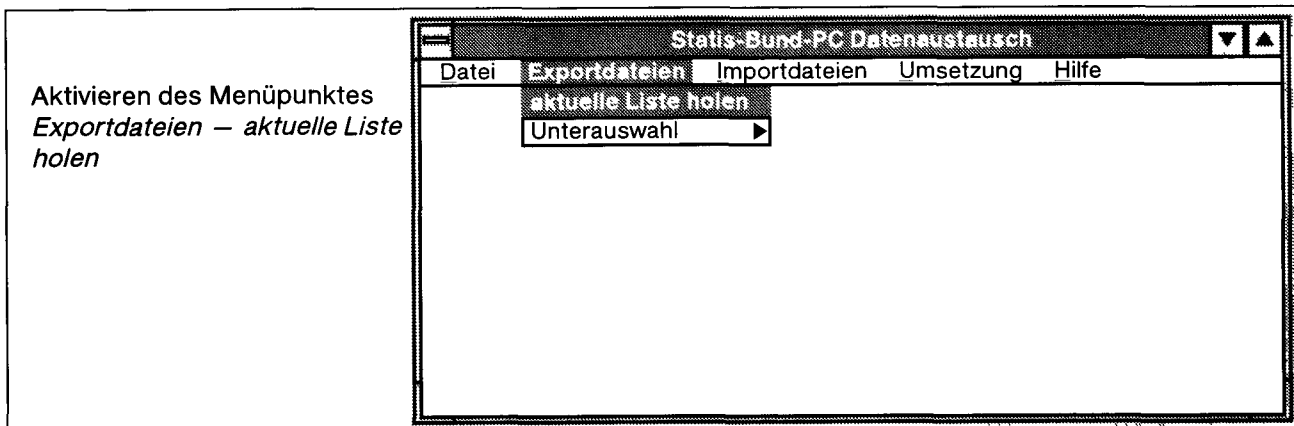 Aktivieren des Menüpunktes
Exportdateien — aktuelle Liste
holen
Statis-Bund-PC Datenaustausch
Datei Exportdateien Importdateien Umsetzung Hilfe
aktuelle Liste holen
Unterauswahl